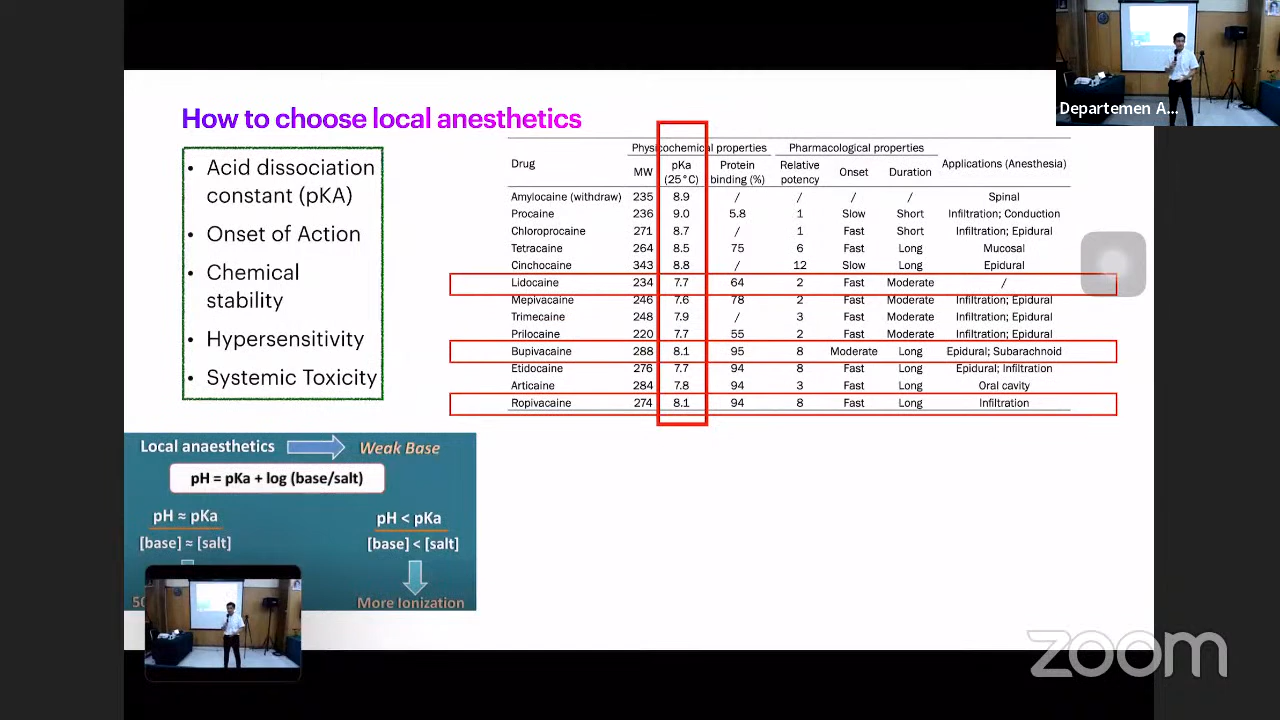 How to choose local anesthetics
• Acid dissociation
constant (pKA)
• Onset of Action
• Chemical
stability
• Hypersensitivity
• Systemic Toxicity
Physicochemical properties Pharmacological properties
Drug MW pKa (25°C) Protein binding (%) Relative potency Onset Duration Applications (Anesthesia)
Amylocaine (withdraw) 235 8.9 / / / / Spinal
Procaine 236 9.0 5.8 1 Slow Short Infiltration; Conduction
Chloroprocaine 271 8.7 / 1 Fast Short Infiltration; Epidural
Tetracaine 264 8.5 75 6 Fast Long Mucosal
Cinchocaine 343 8.8 / 12 Slow Long Epidural
Lidocaine 234 7.7 64 2 Fast Moderate /
Mepivacaine 246 7.6 78 2 Fast Moderate Infiltration; Epidural
Trimecaine 248 7.9 / 3 Fast Moderate Infiltration; Epidural
Prilocaine 220 7.7 55 2 Fast Moderate Infiltration; Epidural
Bupivacaine 288 8.1 95 8 Moderate Long Epidural; Subarachnoid
Etidocaine 276 7.7 94 8 Fast Long Epidural; Infiltration
Articaine 284 7.8 94 3 Fast Long Oral cavity
Ropivacaine 274 8.1 94 8 Fast Long Infiltration
Local anaesthetics Weak Base
pH = pKa + log (base/salt)
pH ≈ pKa pH < pKa
[base] ≈ [salt] [base] < [salt]
More Ionization
Departemen A...
zoom